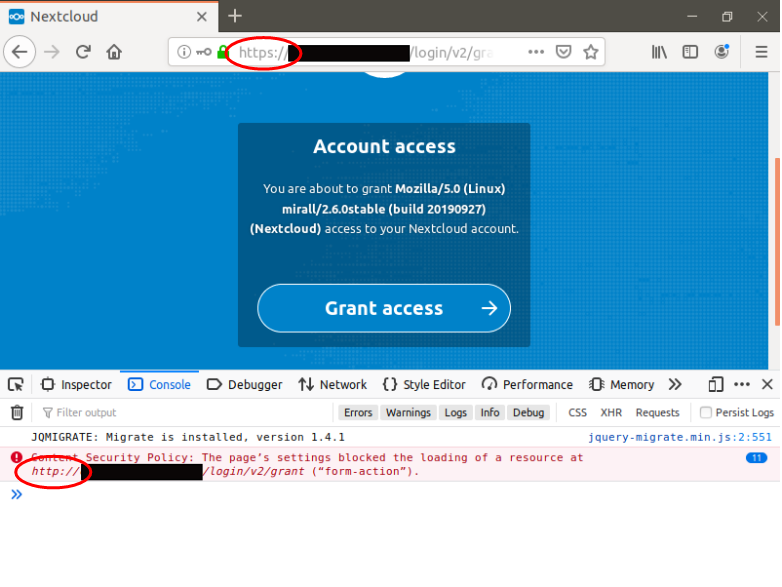 Nextcloud
https://
/login/v2/gra
Account access
You are about to grant Mozilla/5.0 (Linux)
mirall/2.6.0stable (build 20190927)
(Nextcloud) access to your Nextcloud account.
Grant access
Inspector Console Debugger Network Style Editor Performance Memory
Filter output Errors Warnings Logs Info Debug CSS XHR Requests Persist Logs
JQMIGRATE: Migrate is installed, version 1.4.1 jquery-migrate.min.js:2:551
Content Security Policy: The page’s settings blocked the loading of a resource at 11
http:// /login/v2/grant (“form-action”).